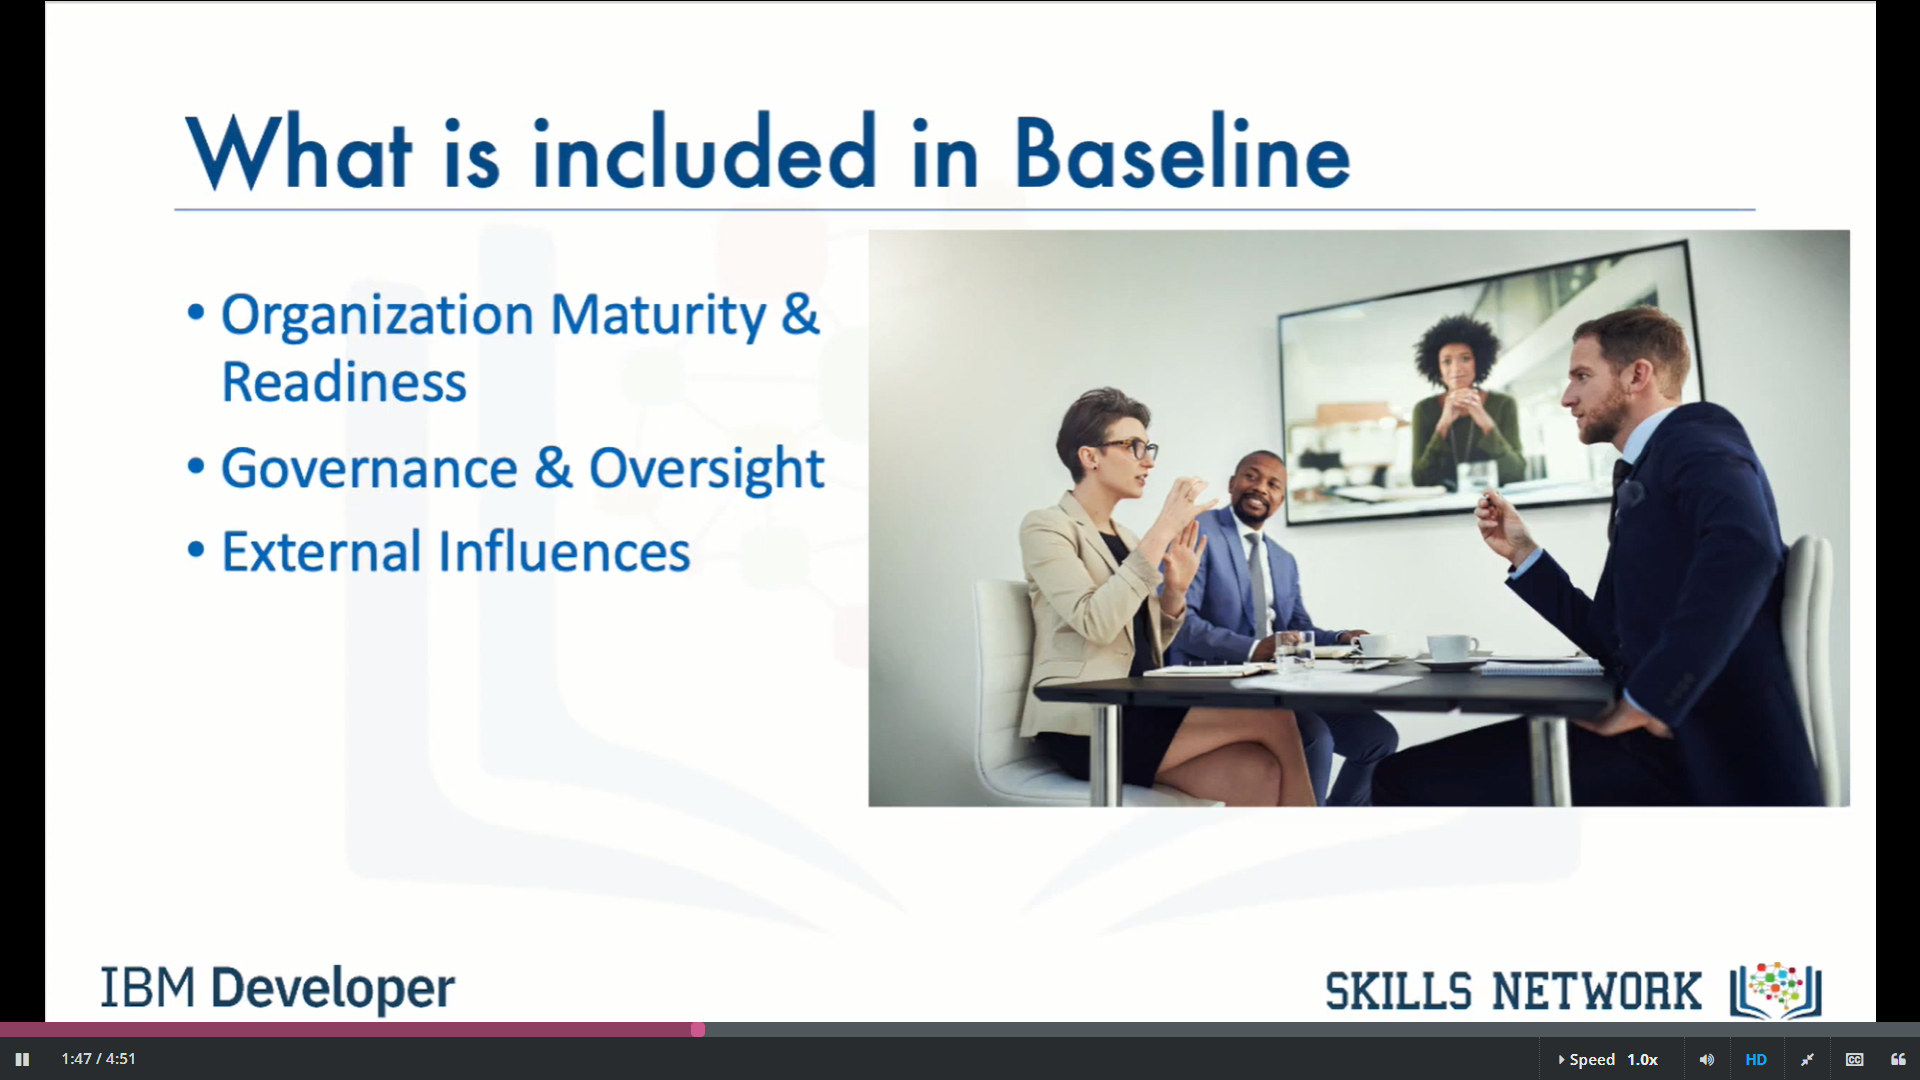 What is included in Baseline
• Organization Maturity &
Readiness
• Governance & Oversight
• External Influences
IBM Developer
SKILLS NETWORK
1:47 / 4:51
Speed 1.0x
HD
CC